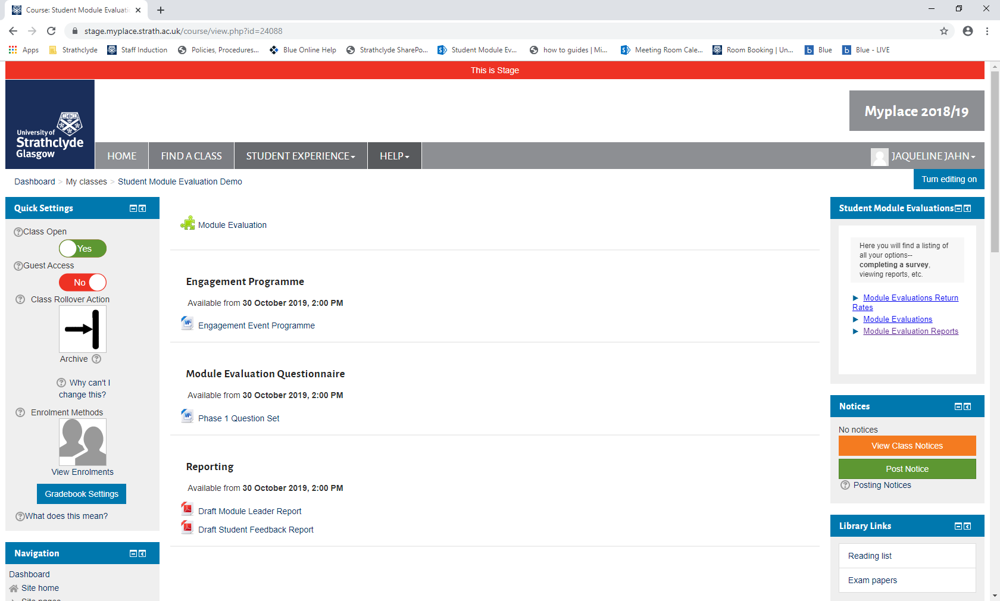 Course: Student Module Evaluati
stage.myplace.strath.ac.uk/course/view.php?id=24088
Apps Strathclyde Staff Induction Policies, Procedures... Blue Online Help Strathclyde SharePo... Student Module Ev... how to guides | Mi... Meeting Room Cale... Room Booking | Un... Blue Blue - LIVE
This is Stage
University of
Strathclyde
Glasgow
Myplace 2018/19
HOME FIND A CLASS STUDENT EXPERIENCE HELP JAQUELINE JAHN
Dashboard > My classes > Student Module Evaluation Demo
Turn editing on
Quick Settings
Class Open
Yes
Guest Access
No
Class Rollover Action
Archive
Why can't I
change this?
Enrolment Methods
View Enrolments
Gradebook Settings
What does this mean?
Navigation
Dashboard
Site home
Site pages
Module Evaluation
Engagement Programme
Available from 30 October 2019, 2:00 PM
Engagement Event Programme
Module Evaluation Questionnaire
Available from 30 October 2019, 2:00 PM
Phase 1 Question Set
Reporting
Available from 30 October 2019, 2:00 PM
Draft Module Leader Report
Draft Student Feedback Report
Student Module Evaluations
Here you will find a listing of
all your options--
completing a survey,
viewing reports, etc.
Module Evaluations Return
Rates
Module Evaluations
Module Evaluation Reports
Notices
No notices
View Class Notices
Post Notice
Posting Notices
Library Links
Reading list
Exam papers